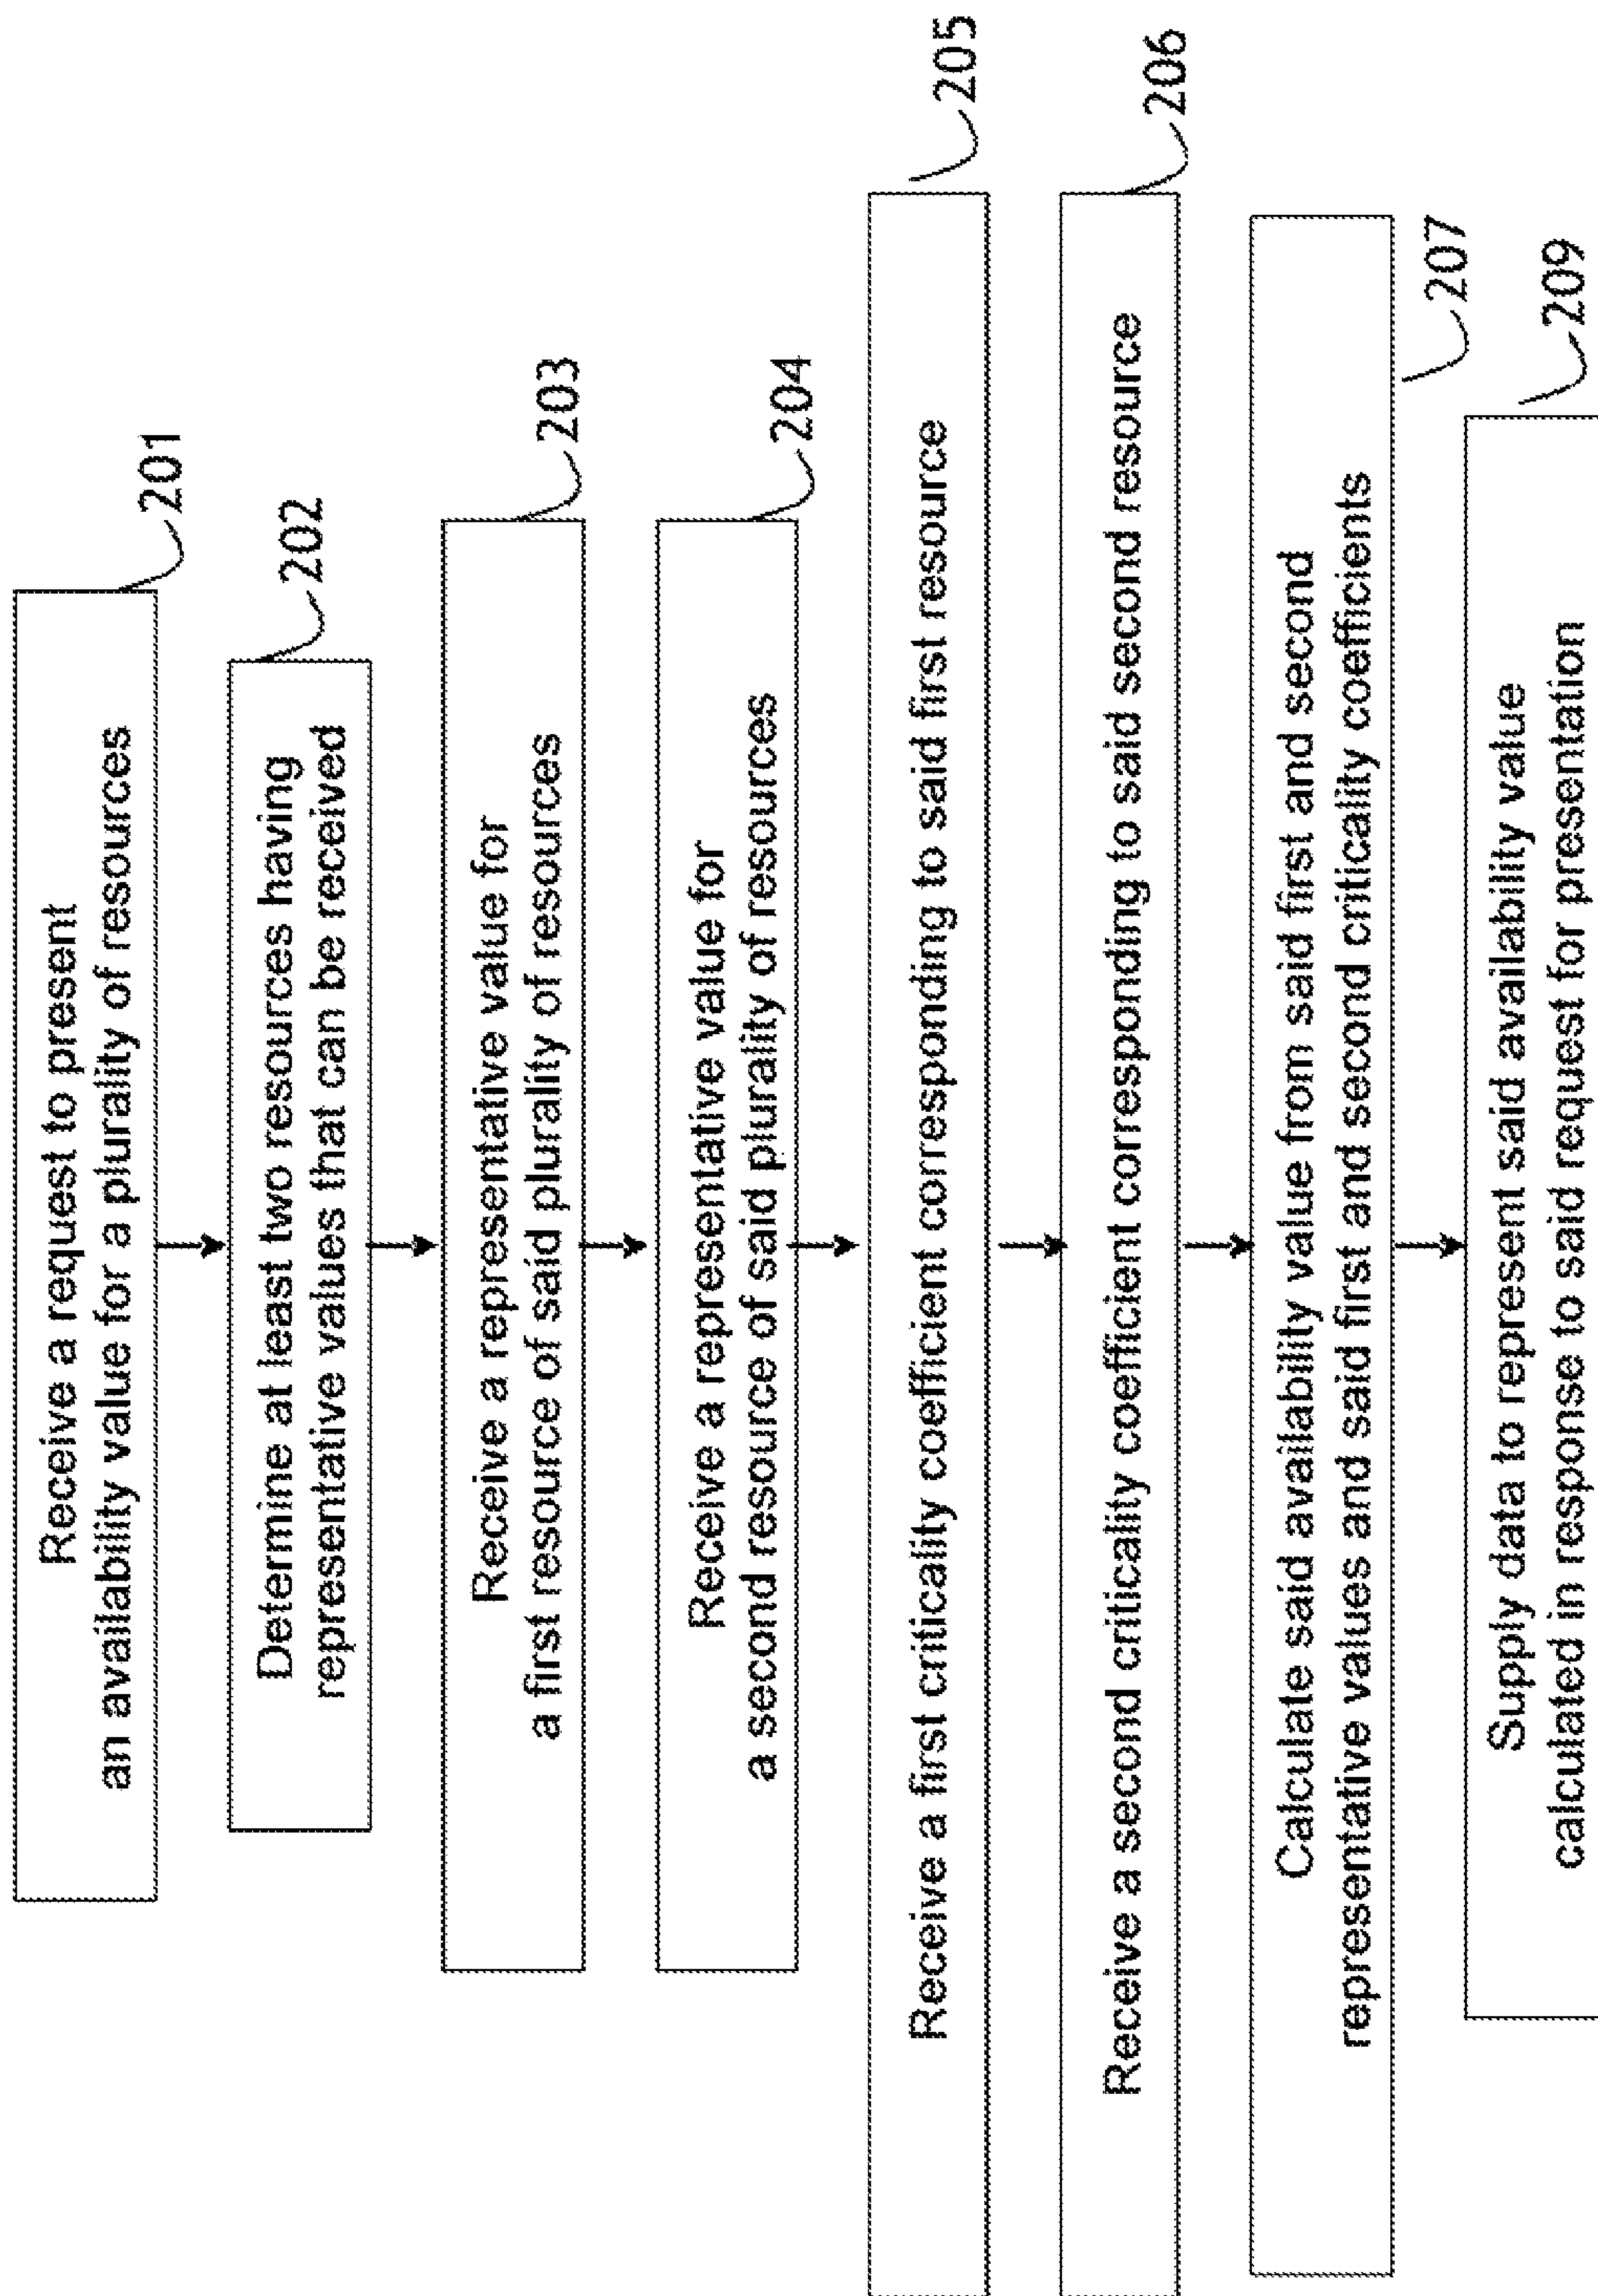 Receive a request to present
an availability value for a plurality of resources
201
Determine at least two resources having
representative values that can be received
202
Receive a representative value for
a first resource of said plurality of resources
203
Receive a representative value for
a second resource of said plurality of resources
204
Receive a first criticality coefficient corresponding to said first resource
205
Receive a second criticality coefficient corresponding to said second resource
206
Calculate said availability value from said first and second
representative values and said first and second criticality coefficients
207
Supply data to represent said availability value
calculated in response to said request for presentation
209